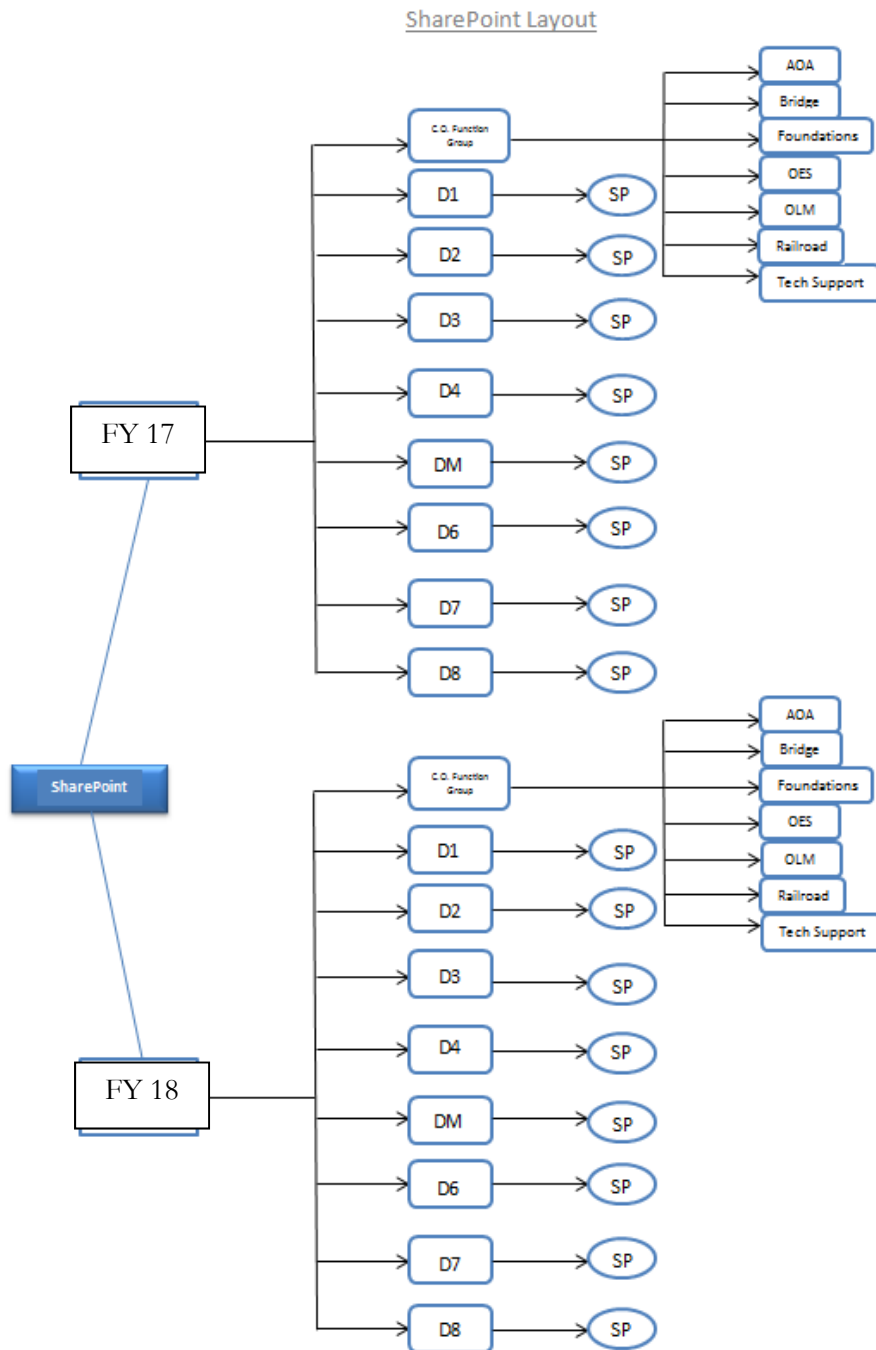 SharePoint Layout
AOA
Bridge
C.O. Function
Group
Foundations
D1
SP
OES
OLM
D2
SP
Railroad
Tech Support
D3
SP
D4
SP
FY 17
DM
SP
D6
SP
D7
SP
D8
SP
AOA
Bridge
SharePoint
C.O. Function
Group
Foundations
OES
D1
SP
OLM
Railroad
D2
SP
Tech Support
D3
SP
D4
SP
FY 18
DM
SP
D6
SP
D7
SP
D8
SP